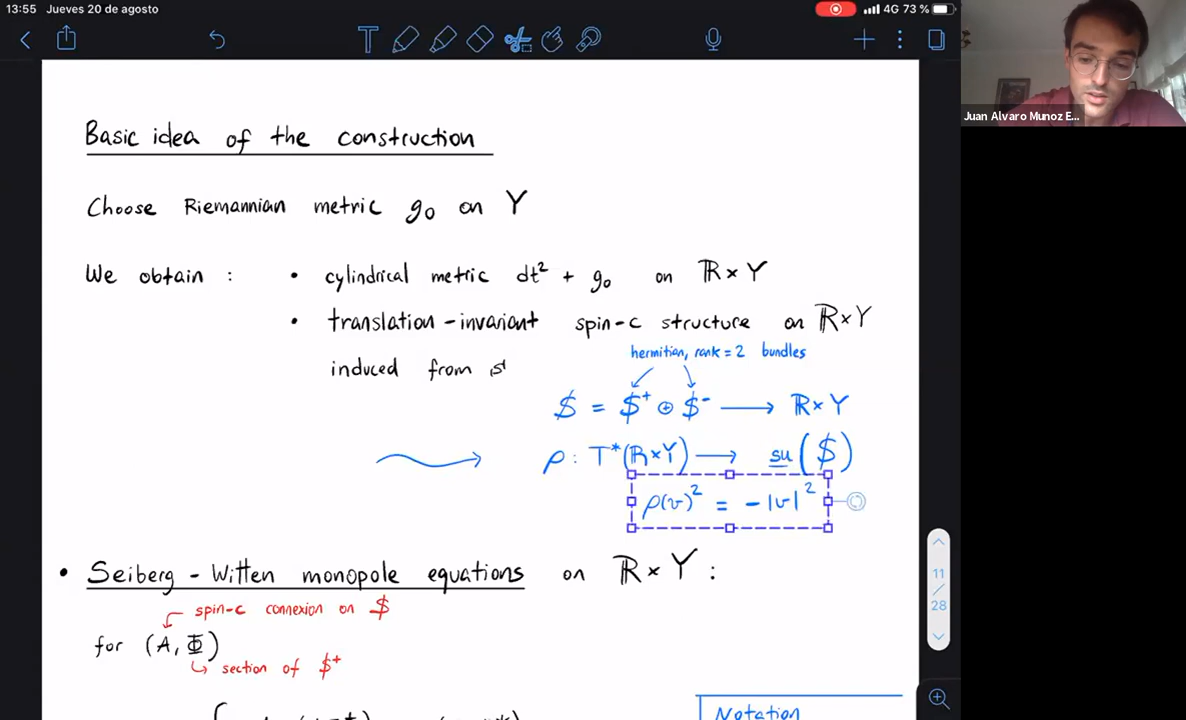 13:55 Jueves 20 de agosto
4G 73 %
Basic idea of the construction
Choose Riemannian metric g₀ on Y
We obtain : • cylindrical metric dt² + g₀ on ℝ×Y
• translation-invariant spin-c structure on ℝ×Y
induced from 𝔰
hermitian, rank = 2 bundles
$ = $⁺ ⊕ $⁻ ⟶ ℝ×Y
ρ : T*(ℝ×Y) ⟶ su($)
ρ(v)² = -|v|²
• Seiberg-Witten monopole equations on ℝ×Y :
spin-c connexion on $
for (A, Φ)
section of $⁺
Notation
11
/
28
Juan Alvaro Munoz E...